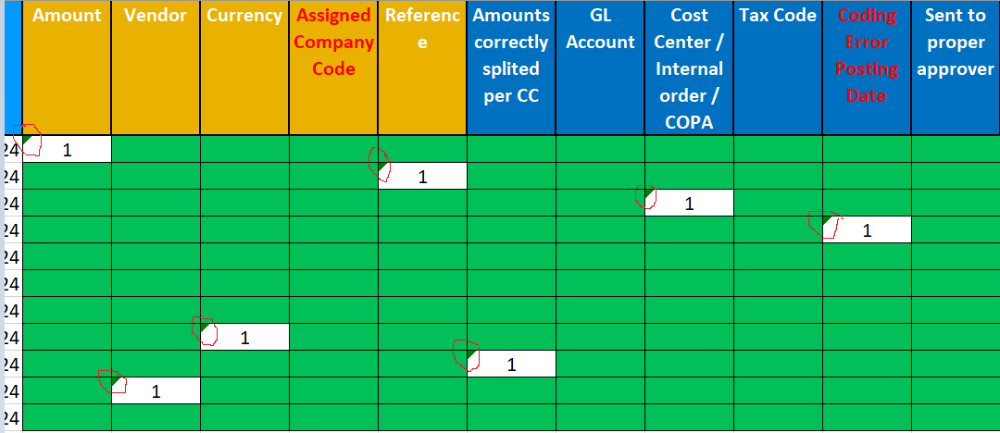 Amount
Vendor
Currency
Assigned
Company
Code
Referenc
e
Amounts
correctly
splited
per CC
GL
Account
Cost
Center /
Internal
order /
COPA
Tax Code
Coding
Error
Posting
Date
Sent to
proper
approver
24 1
24 1
24 1
24 1
24
24
24
24 1
24 1
24 1
24